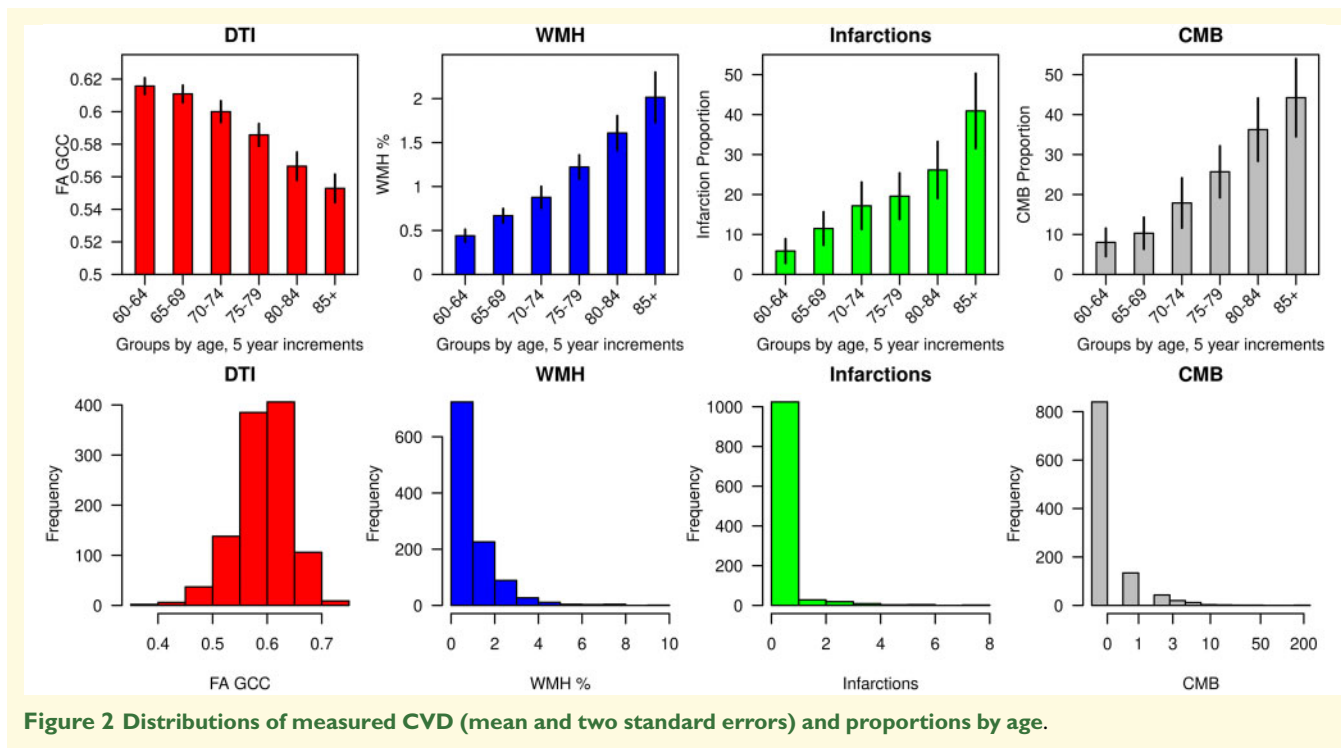 DTI
WMH
Infarctions
CMB
FA GCC
0.62
0.6
0.58
0.56
0.54
0.52
0.5
60-64
65-69
70-74
75-79
80-84
85+
Groups by age, 5 year increments
WMH %
2
1.5
1
0.5
0
60-64
65-69
70-74
75-79
80-84
85+
Groups by age, 5 year increments
Infarction Proportion
50
40
30
20
10
0
60-64
65-69
70-74
75-79
80-84
85+
Groups by age, 5 year increments
CMB Proportion
50
40
30
20
10
0
60-64
65-69
70-74
75-79
80-84
85+
Groups by age, 5 year increments
DTI
WMH
Infarctions
CMB
Frequency
400
300
200
100
0
0.4 0.5 0.6 0.7
FA GCC
Frequency
600
400
200
0
0 2 4 6 8 10
WMH %
Frequency
1000
800
600
400
200
0
0 2 4 6 8
Infarctions
Frequency
800
600
400
200
0
0 1 3 10 50 200
CMB
Figure 2 Distributions of measured CVD (mean and two standard errors) and proportions by age.